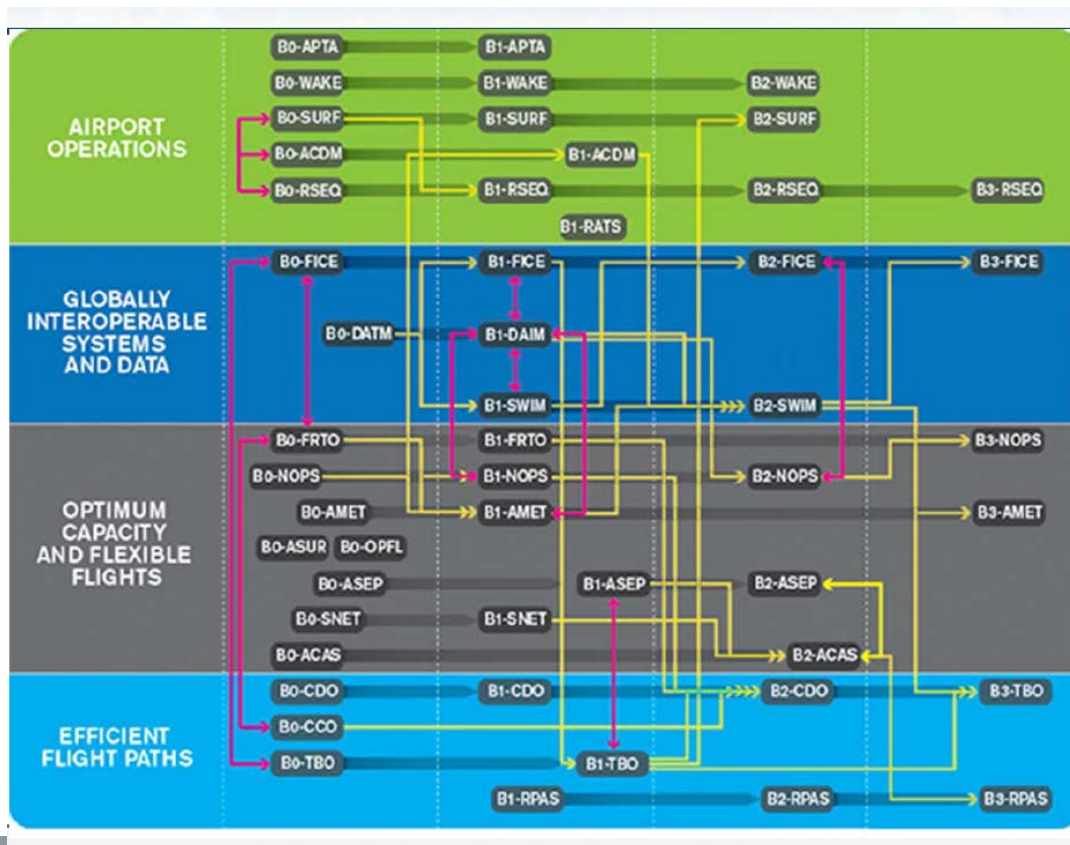 B0-APTA B1-APTA
B0-WAKE B1-WAKE B2-WAKE
AIRPORT
OPERATIONS
B0-SURF B1-SURF B2-SURF
B0-ACDM B1-ACDM
B0-RSEQ B1-RSEQ B2-RSEQ B3-RSEQ
B1-RATS
GLOBALLY
INTEROPERABLE
SYSTEMS
AND DATA
B0-FICE B1-FICE B2-FICE B3-FICE
B0-DATM B1-DAIM
B1-SWIM B2-SWIM
OPTIMUM
CAPACITY
AND FLEXIBLE
FLIGHTS
B0-FRTO B1-FRTO B3-NOPS
B0-NOPS B1-NOPS B2-NOPS
B0-AMET B1-AMET B3-AMET
B0-ASUR B0-OPFL
B0-ASEP B1-ASEP B2-ASEP
B0-SNET B1-SNET
B0-ACAS B2-ACAS
EFFICIENT
FLIGHT PATHS
B0-CDO B1-CDO B2-CDO B3-TBO
B0-CCO
B0-TBO B1-TBO
B1-RPAS B2-RPAS B3-RPAS